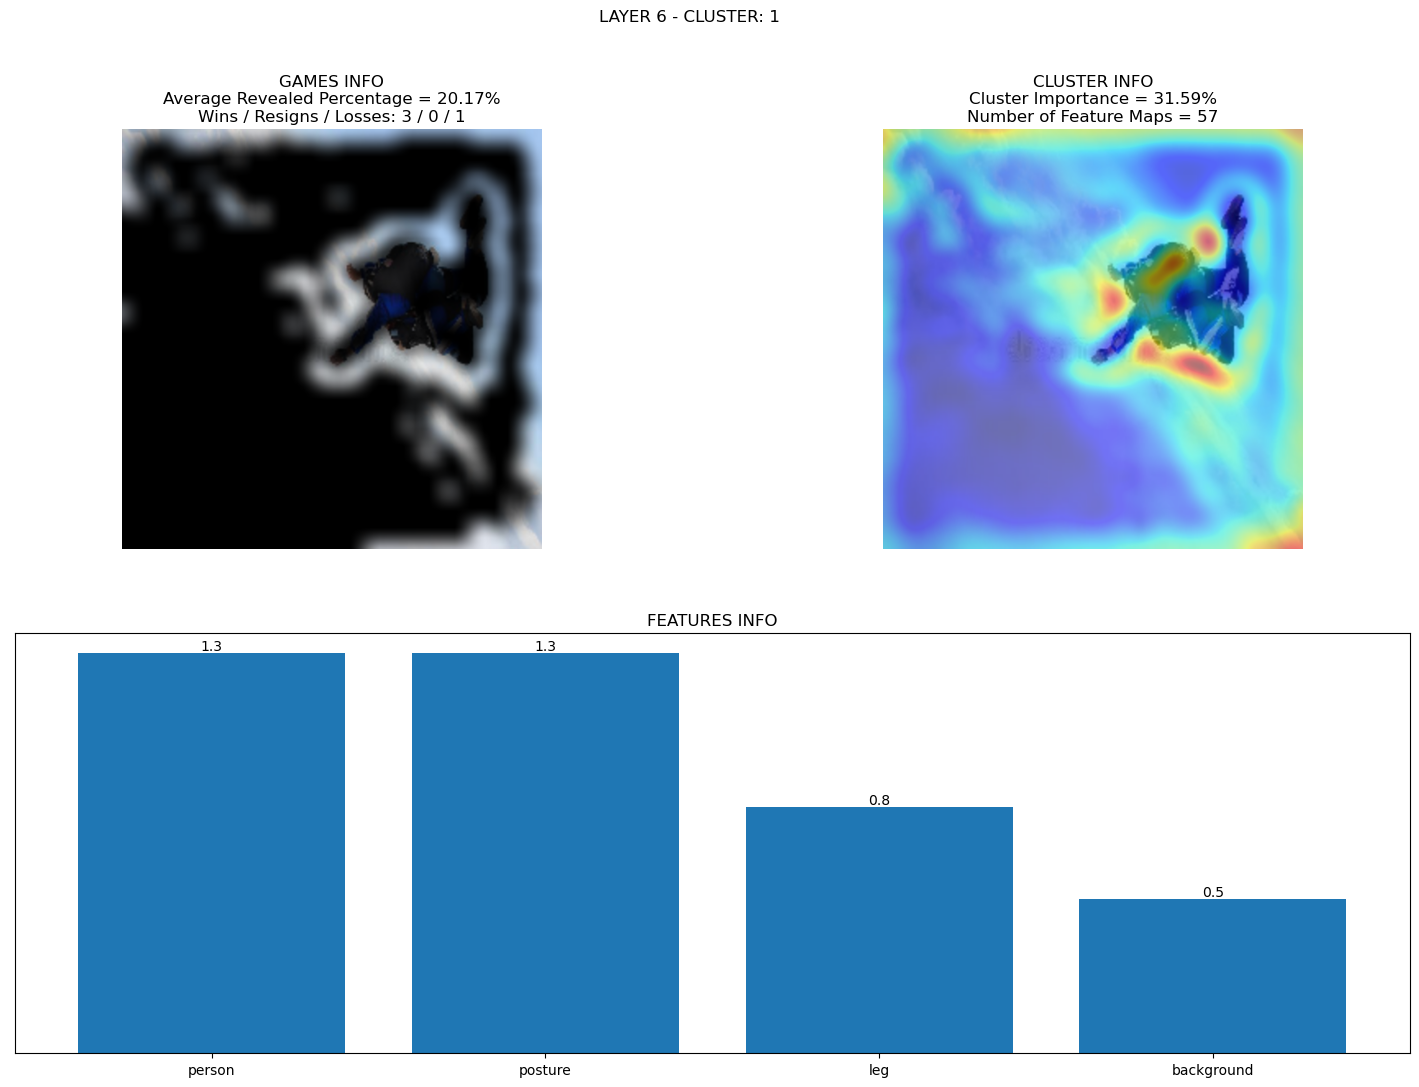 LAYER 6 - CLUSTER: 1
GAMES INFO
Average Revealed Percentage = 20.17%
Wins / Resigns / Losses: 3 / 0 / 1
CLUSTER INFO
Cluster Importance = 31.59%
Number of Feature Maps = 57
FEATURES INFO
1.3
1.3
0.8
0.5
person
posture
leg
background